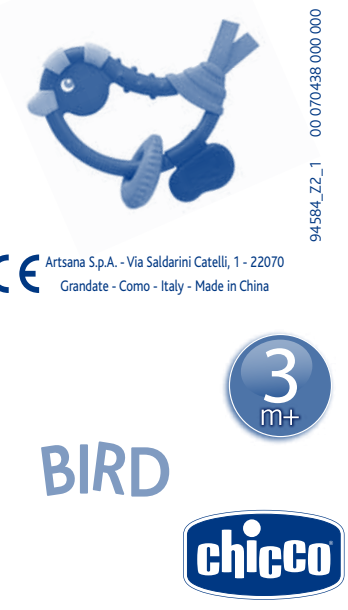 94584_Z2_1 00 070438 000 000
CE Artsana S.p.A. - Via Saldarini Catelli, 1 - 22070
Grandate - Como - Italy - Made in China
3
m+
BIRD
chicco®